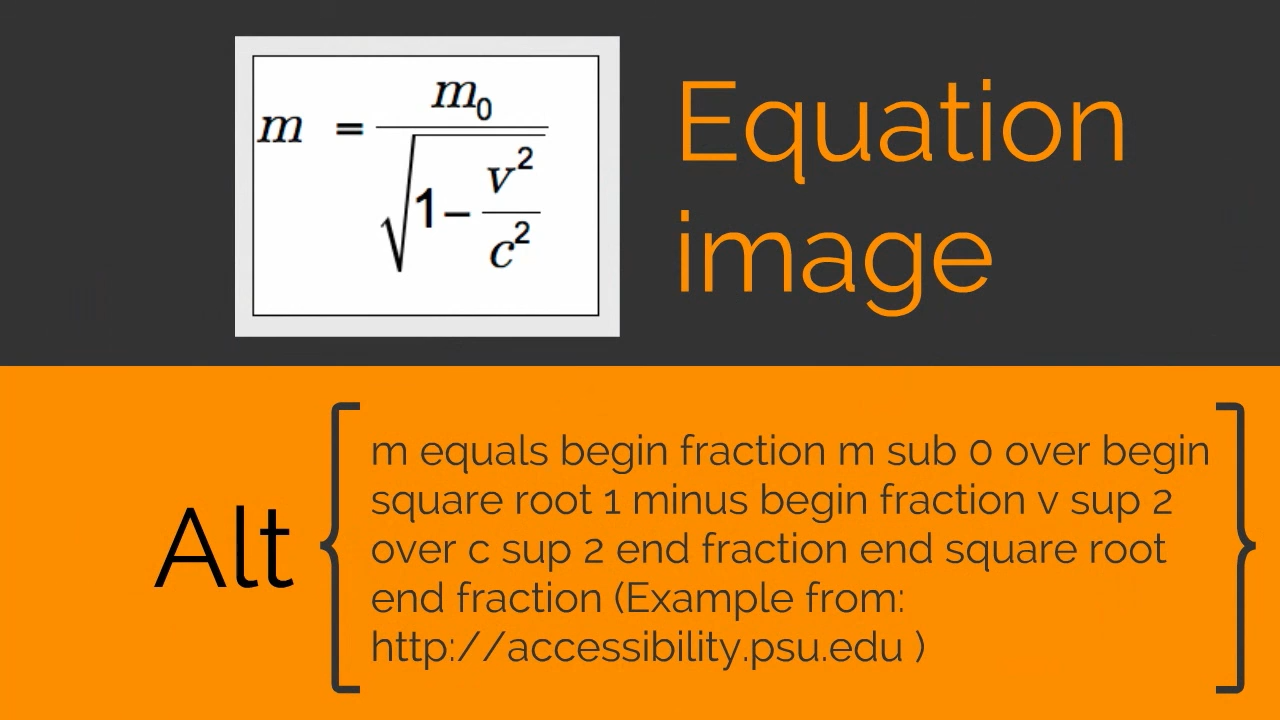 m = m₀ / √(1 – v²/c²)
Equation
image
Alt
m equals begin fraction m sub 0 over begin
square root 1 minus begin fraction v sup 2
over c sup 2 end fraction end square root
end fraction (Example from:
http://accessibility.psu.edu )